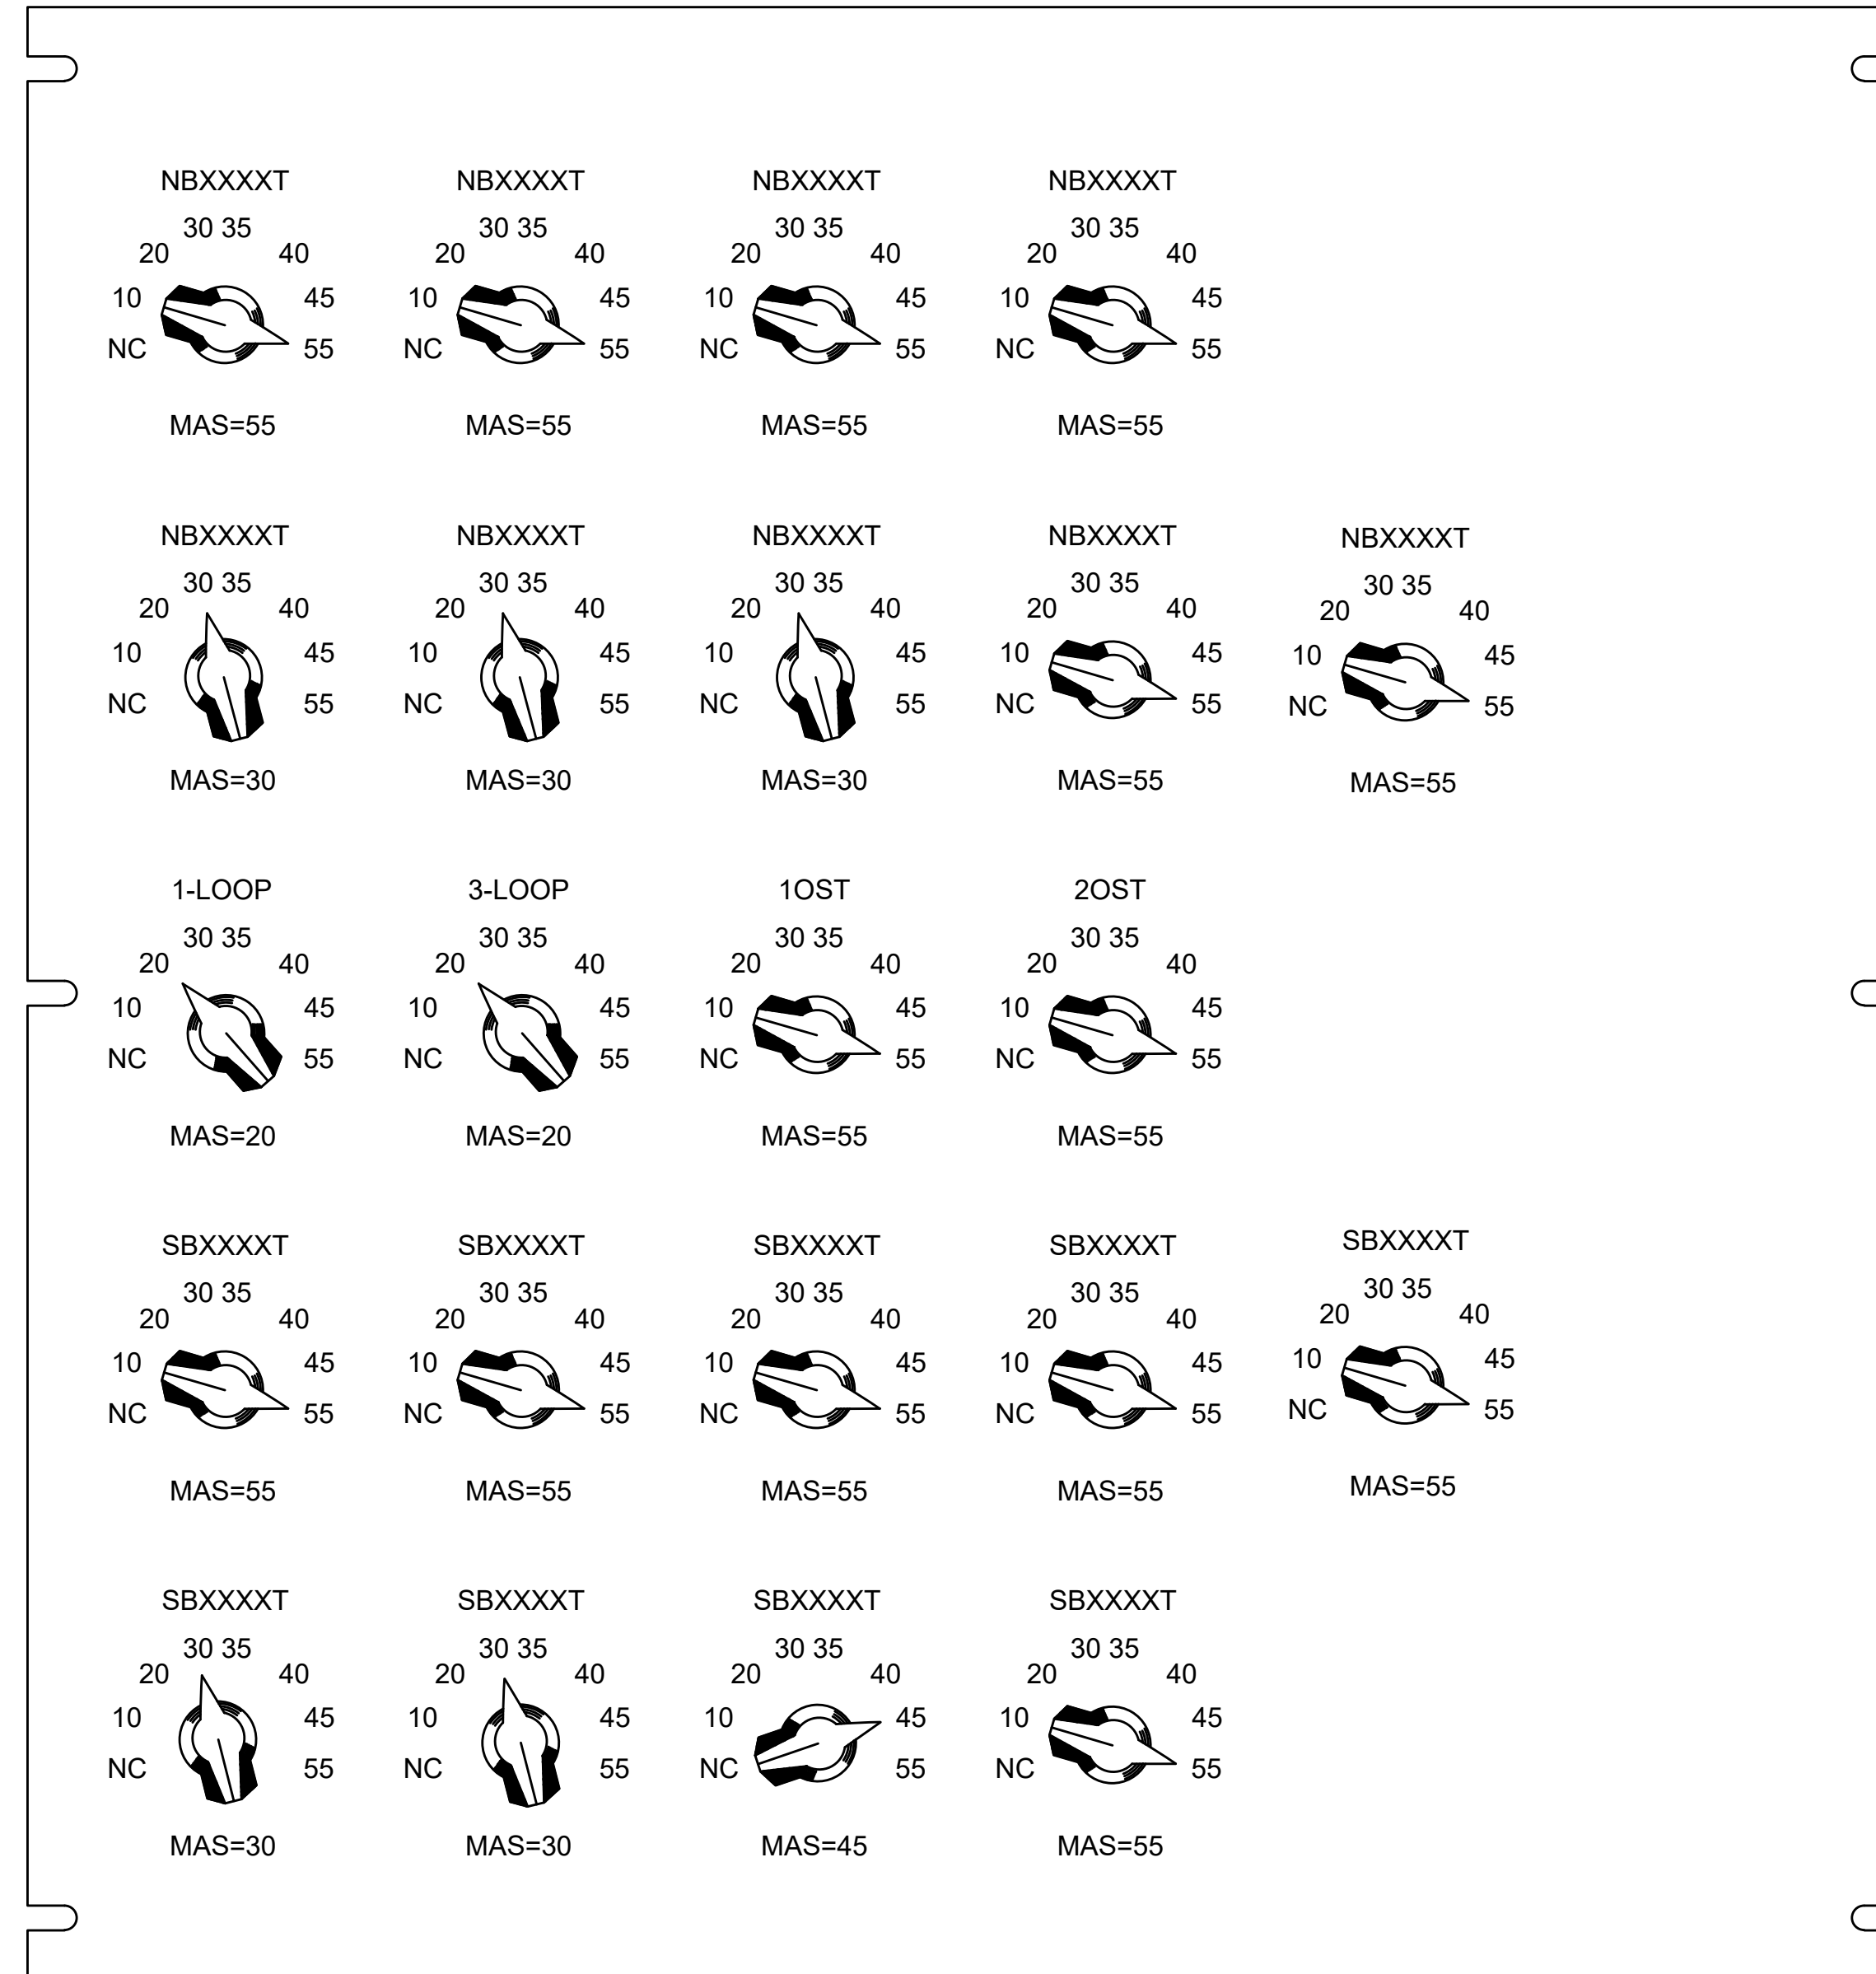 NBXXXXT NBXXXXT NBXXXXT NBXXXXT
30 35 30 35 30 35 30 35
20 40 20 40 20 40 20 40
10 45 10 45 10 45 10 45
NC 55 NC 55 NC 55 NC 55
MAS=55 MAS=55 MAS=55 MAS=55
NBXXXXT NBXXXXT NBXXXXT NBXXXXT NBXXXXT
30 35 30 35 30 35 30 35 30 35
20 40 20 40 20 40 20 40 20 40
10 45 10 45 10 45 10 45 10 45
NC 55 NC 55 NC 55 NC 55 NC 55
MAS=30 MAS=30 MAS=30 MAS=55 MAS=55
1-LOOP 3-LOOP 1OST 2OST
30 35 30 35 30 35 30 35
20 40 20 40 20 40 20 40
10 45 10 45 10 45 10 45
NC 55 NC 55 NC 55 NC 55
MAS=20 MAS=20 MAS=55 MAS=55
SBXXXXT SBXXXXT SBXXXXT SBXXXXT SBXXXXT
30 35 30 35 30 35 30 35 30 35
20 40 20 40 20 40 20 40 20 40
10 45 10 45 10 45 10 45 10 45
NC 55 NC 55 NC 55 NC 55 NC 55
MAS=55 MAS=55 MAS=55 MAS=55 MAS=55
SBXXXXT SBXXXXT SBXXXXT SBXXXXT
30 35 30 35 30 35 30 35
20 40 20 40 20 40 20 40
10 45 10 45 10 45 10 45
NC 55 NC 55 NC 55 NC 55
MAS=30 MAS=30 MAS=45 MAS=55